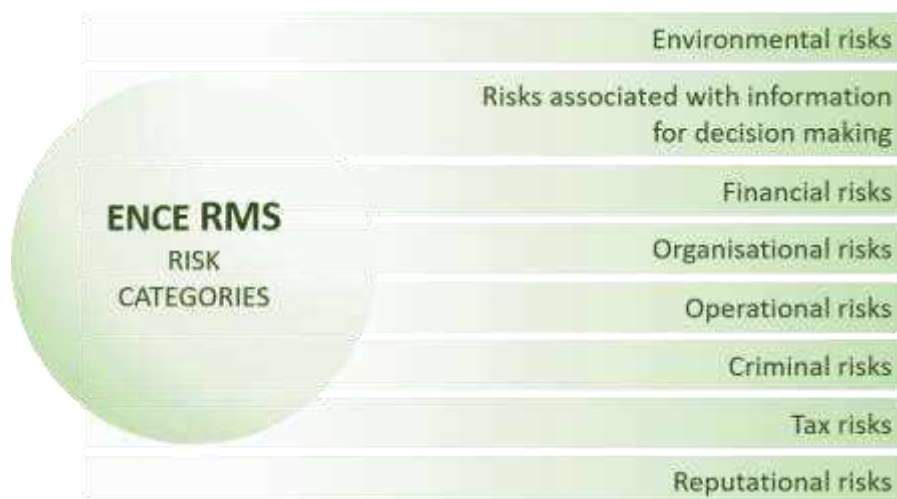 Environmental risks
Risks associated with information
for decision making
ENCE RMS
RISK
CATEGORIES
Financial risks
Organisational risks
Operational risks
Criminal risks
Tax risks
Reputational risks